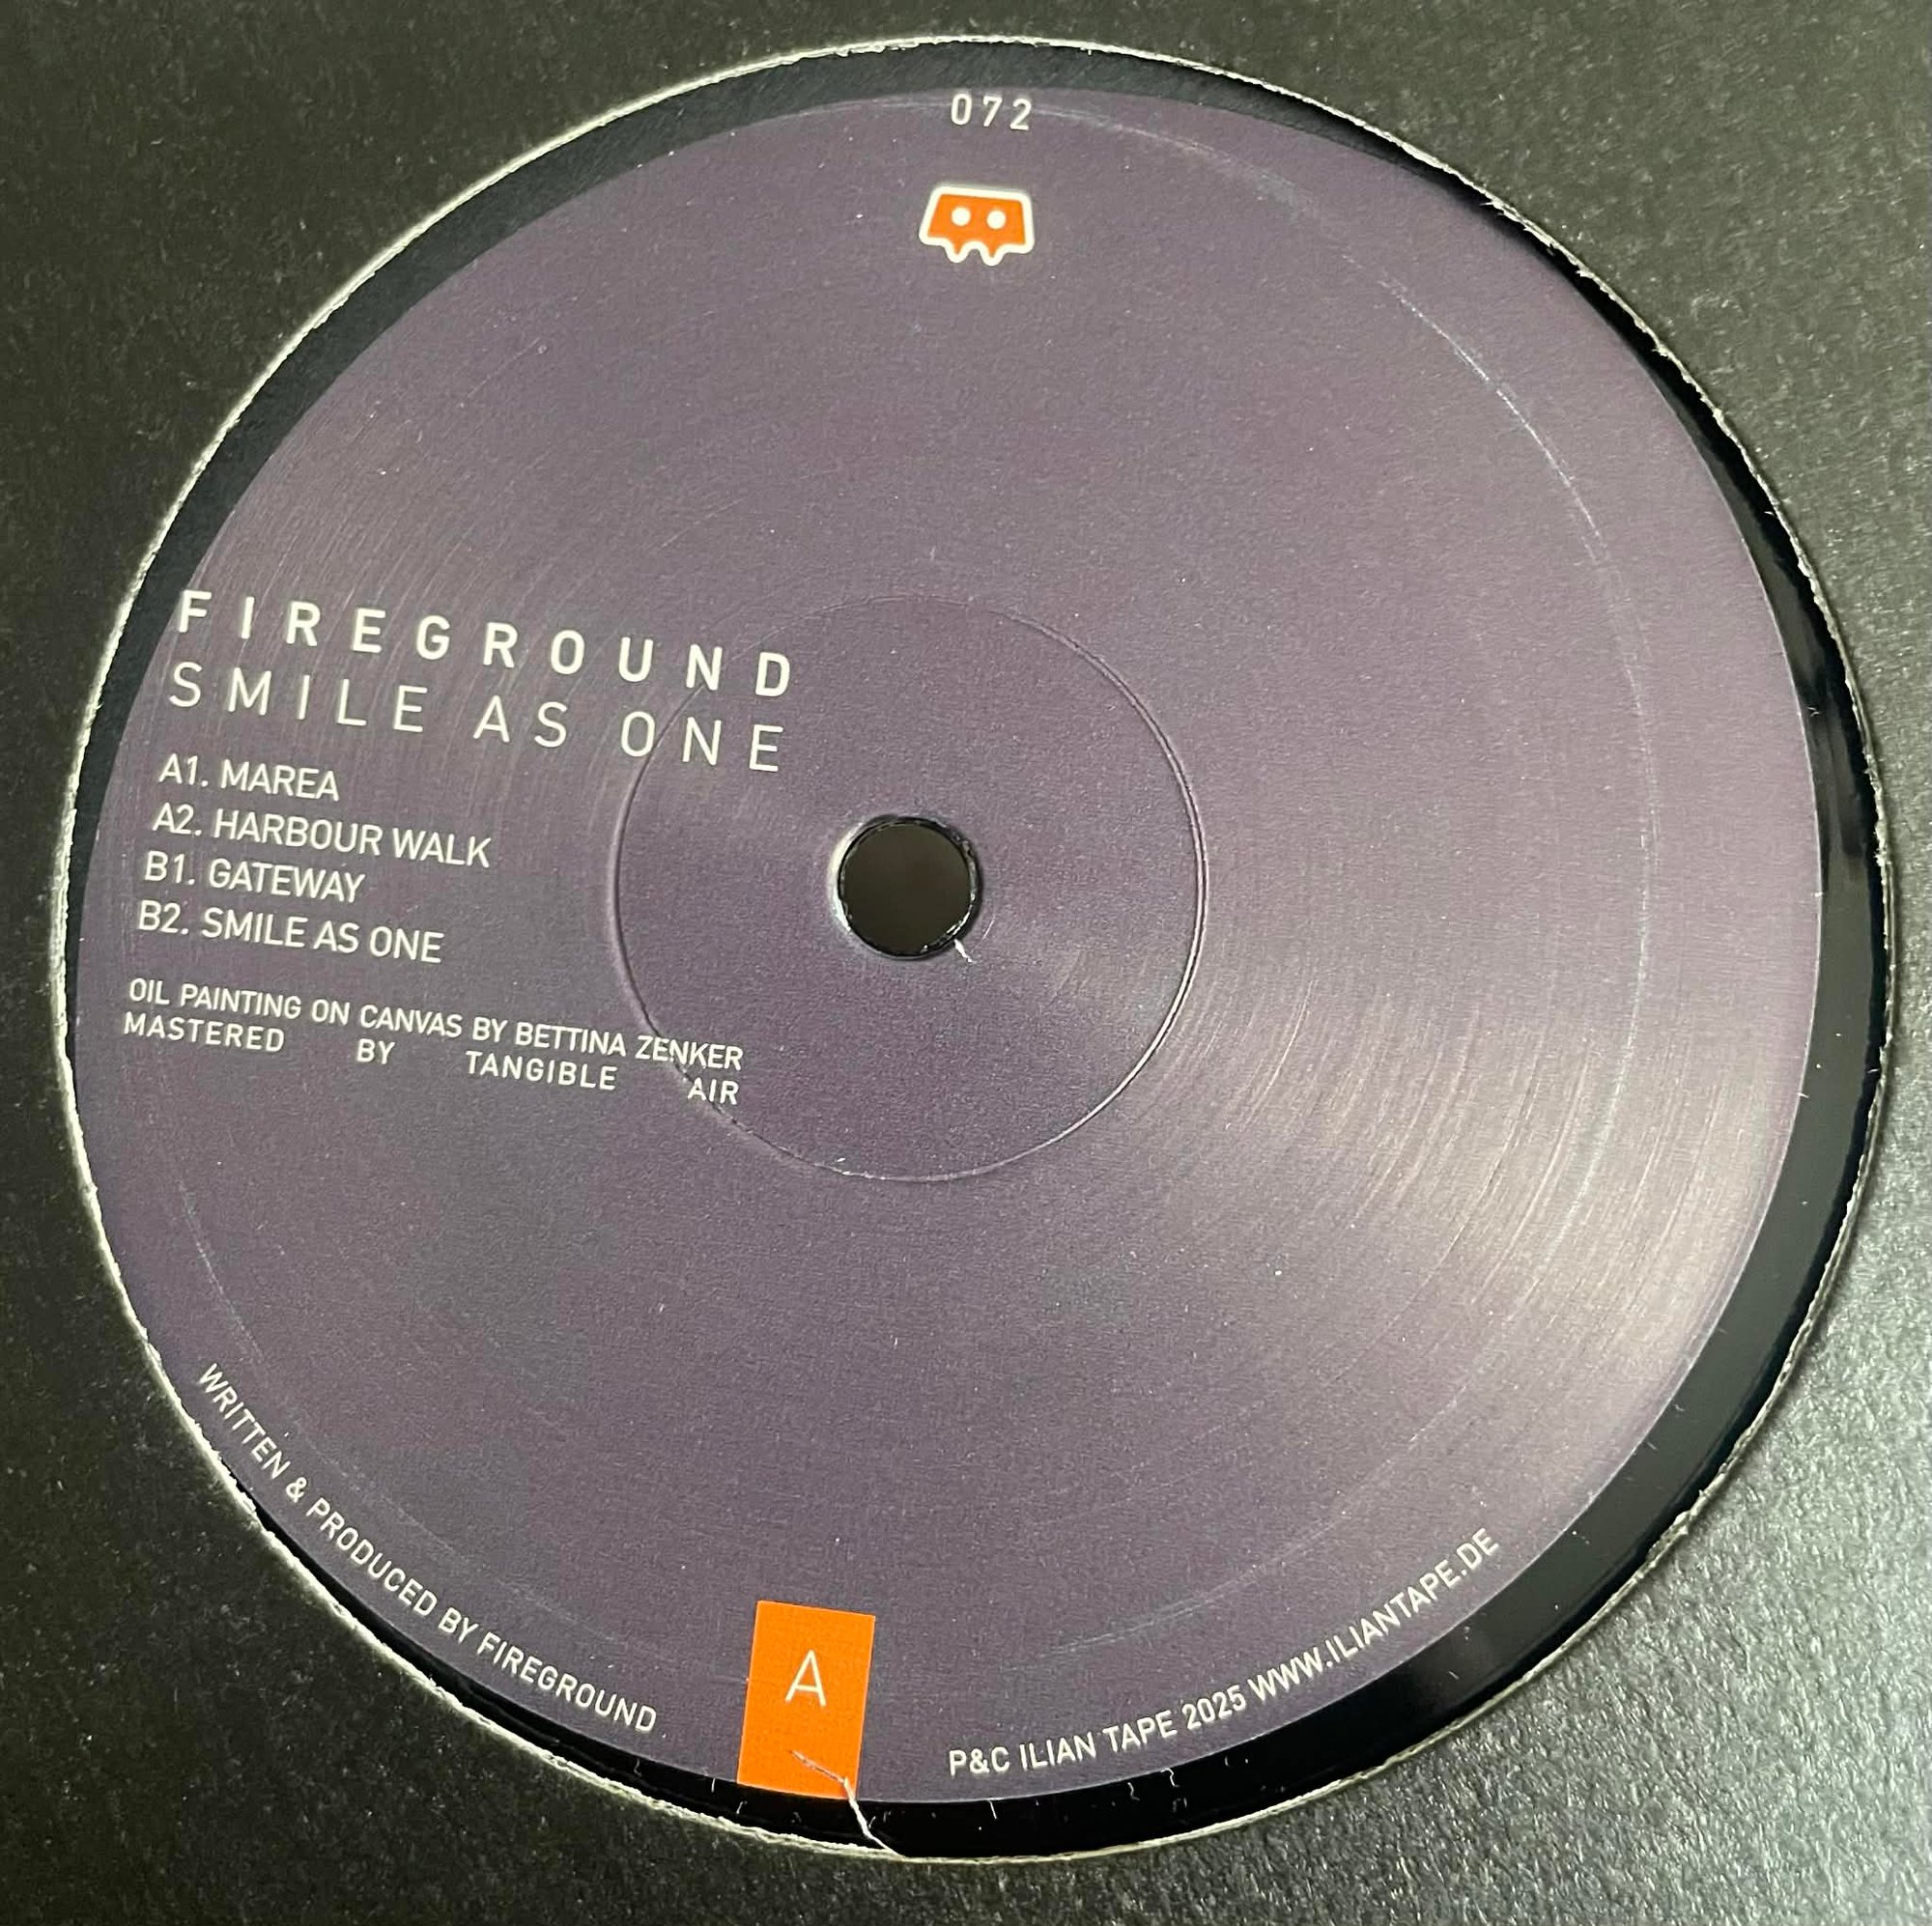 072
FIREGROUND
SMILE AS ONE
A1. MAREA
A2. HARBOUR WALK
B1. GATEWAY
B2. SMILE AS ONE
OIL PAINTING ON CANVAS BY BETTINA ZENKER
MASTERED BY TANGIBLE AIR
WRITTEN & PRODUCED BY FIREGROUND
A
P&C ILIAN TAPE 2025 WWW.ILIANTAPE.DE